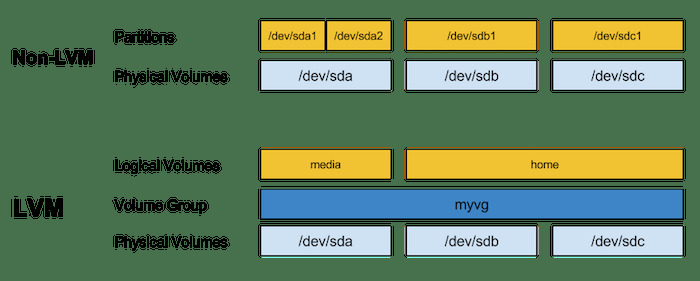 Partitions
/dev/sda1
/dev/sda2
/dev/sdb1
/dev/sdc1
Non-LVM
Physical Volumes
/dev/sda
/dev/sdb
/dev/sdc
Logical Volumes
media
home
LVM
Volume Group
myvg
Physical Volumes
/dev/sda
/dev/sdb
/dev/sdc